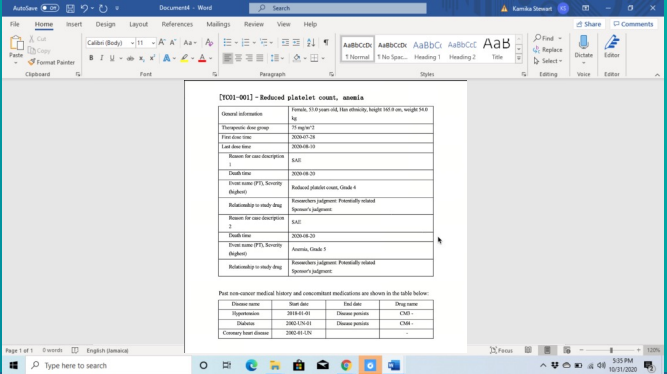 AutoSave Off Document4 - Word Search Kamika Stewart KS
File Home Insert Design Layout References Mailings Review View Help Share Comments
Cut
Copy
Format Painter
Paste
Calibri (Body) 11
Normal No Spac... Heading 1 Heading 2 Title
Find
Replace
Select
Dictate
Editor
Clipboard Font Paragraph Styles Editing Voice Editor
[YC01-001] - Reduced platelet count, anemia
General information Female, 53.0 years old, Han ethnicity, height 165.0 cm, weight 54.0
kg
Therapeutic dose group 75 mg/m^2
First dose time 2020-07-28
Last dose time 2020-08-10
Reason for case description
1 SAE
Death time 2020-08-20
Event name (PT), Severity
(highest) Reduced platelet count, Grade 4
Relationship to study drug Researchers judgment: Potentially related
Sponsor's judgment:
Reason for case description
2 SAE
Death time 2020-08-20
Event name (PT), Severity
(highest) Anemia, Grade 3
Relationship to study drug Researchers judgment: Potentially related
Sponsor's judgment:
Past non-cancer medical history and concomitant medications are shown in the table below:
Disease name Start date End date Drug name
Hypertension 2018-01-01 Disease persists CM3 -
Diabetes 2002-UN-01 Disease persists CM4 -
Coronary heart disease 2002-01-UN -
Page 1 of 1 0 words English (Jamaica) Focus 120%
Type here to search 5:35 PM
10/31/2020